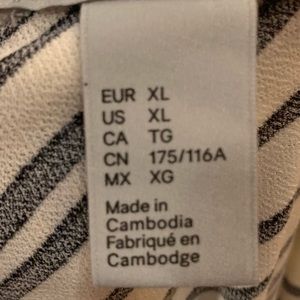 EUR XL
US XL
CA TG
CN 175/116A
MX XG
Made in
Cambodia
Fabriqué en
Cambodge